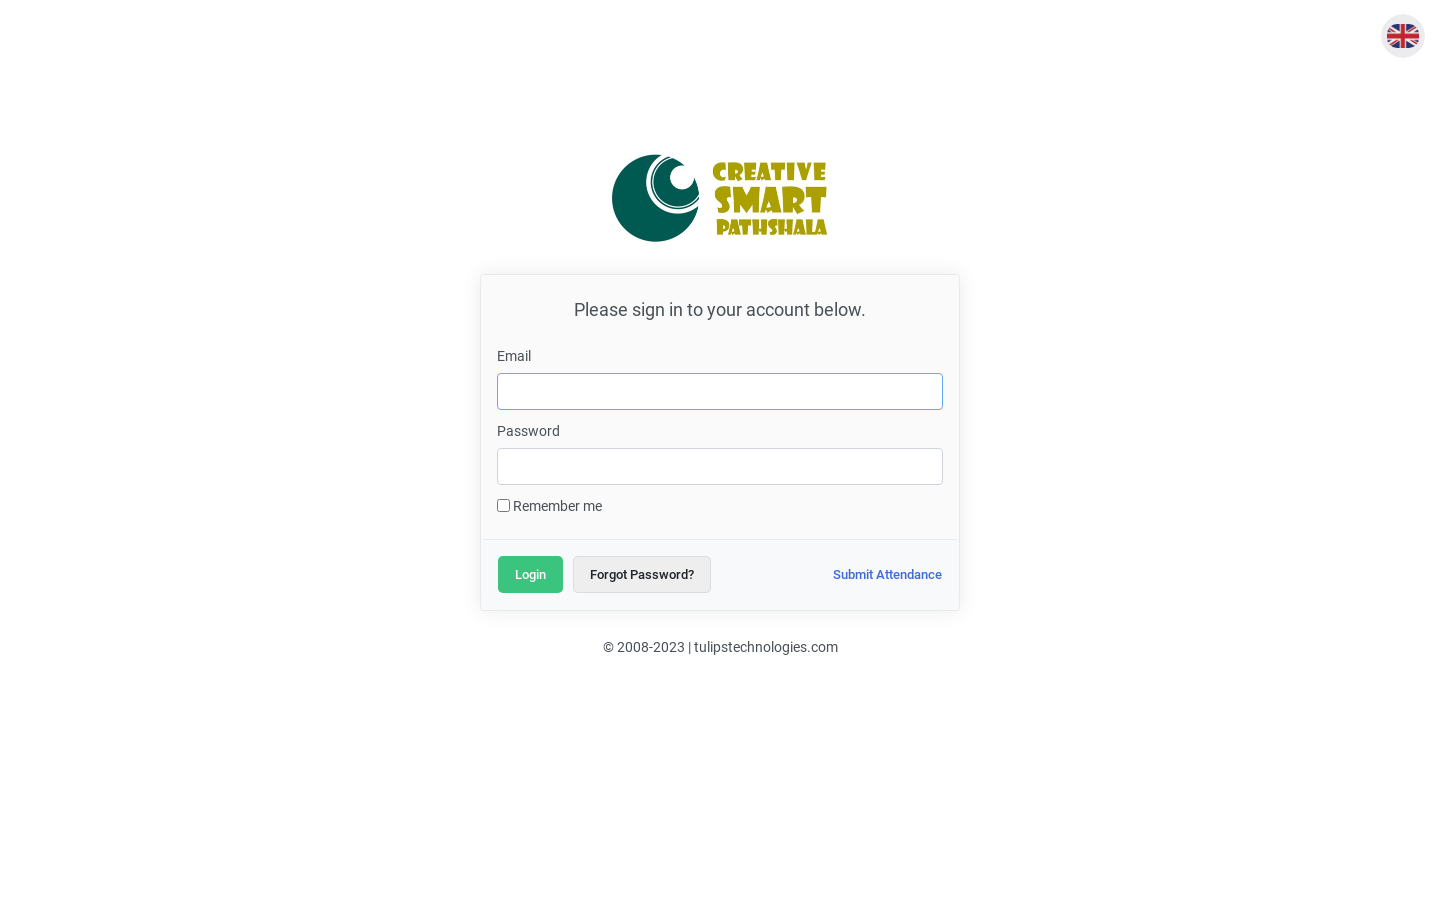 CREATIVE
SMART
PATHSHALA
Please sign in to your account below.
Email
Password
Remember me
Login
Forgot Password?
Submit Attendance
© 2008-2023 | tulipstechnologies.com